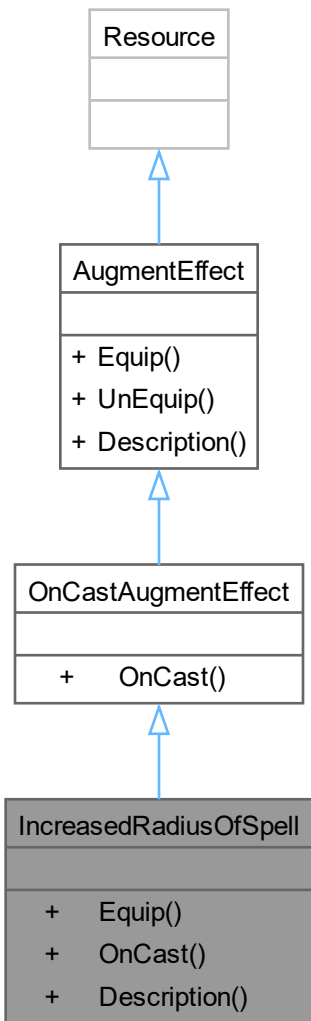 Resource
AugmentEffect
+ Equip()
+ UnEquip()
+ Description()
OnCastAugmentEffect
+ OnCast()
IncreasedRadiusOfSpell
+ Equip()
+ OnCast()
+ Description()